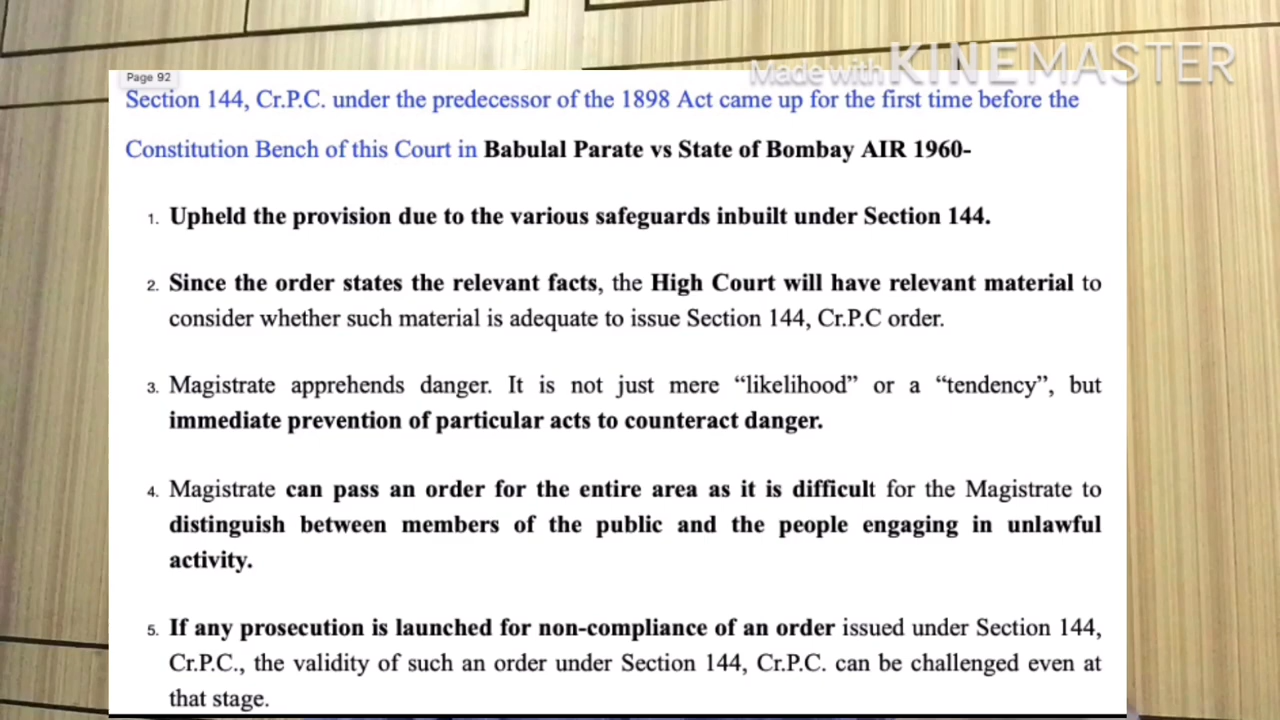 Made with KINEMASTER
Page 92
Section 144, Cr.P.C. under the predecessor of the 1898 Act came up for the first time before the
Constitution Bench of this Court in Babulal Parate vs State of Bombay AIR 1960-
1. Upheld the provision due to the various safeguards inbuilt under Section 144.
2. Since the order states the relevant facts, the High Court will have relevant material to
consider whether such material is adequate to issue Section 144, Cr.P.C order.
3. Magistrate apprehends danger. It is not just mere “likelihood” or a “tendency”, but
immediate prevention of particular acts to counteract danger.
4. Magistrate can pass an order for the entire area as it is difficult for the Magistrate to
distinguish between members of the public and the people engaging in unlawful
activity.
5. If any prosecution is launched for non-compliance of an order issued under Section 144,
Cr.P.C., the validity of such an order under Section 144, Cr.P.C. can be challenged even at
that stage.